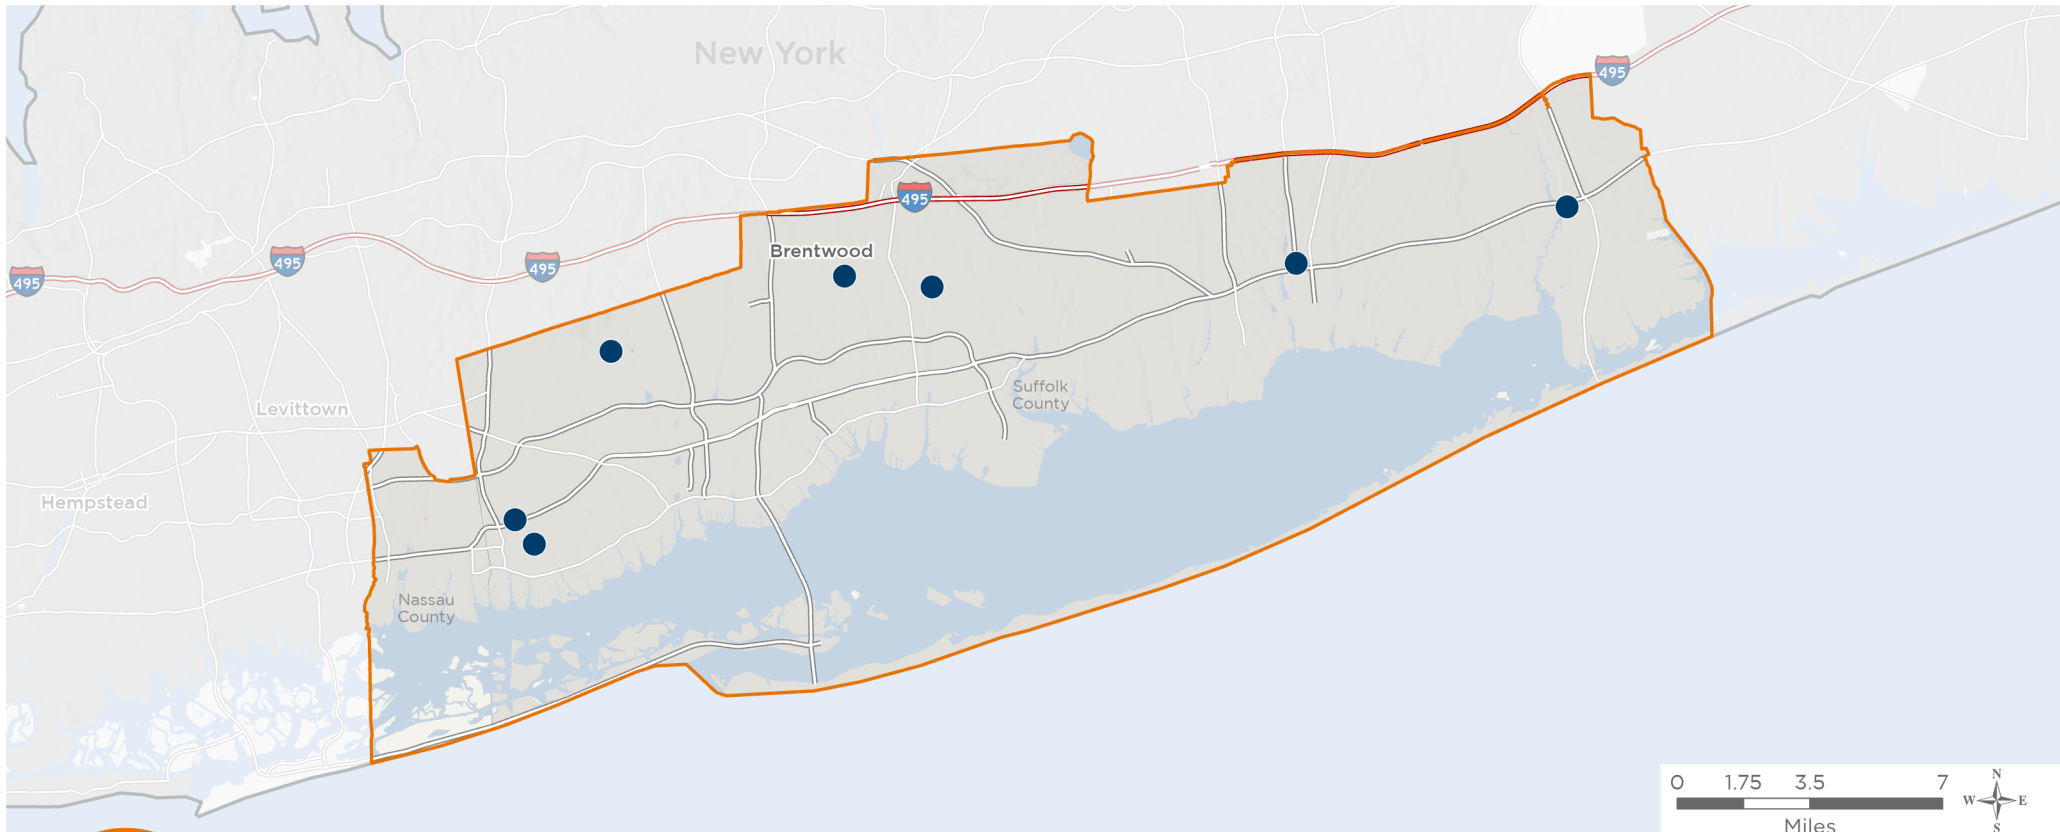 New York
495
495
Brentwood
495
495
495
Suffolk
County
Levittown
Hempstead
Nassau
County
0 1.75 3.5 7
Miles
N
W E
S